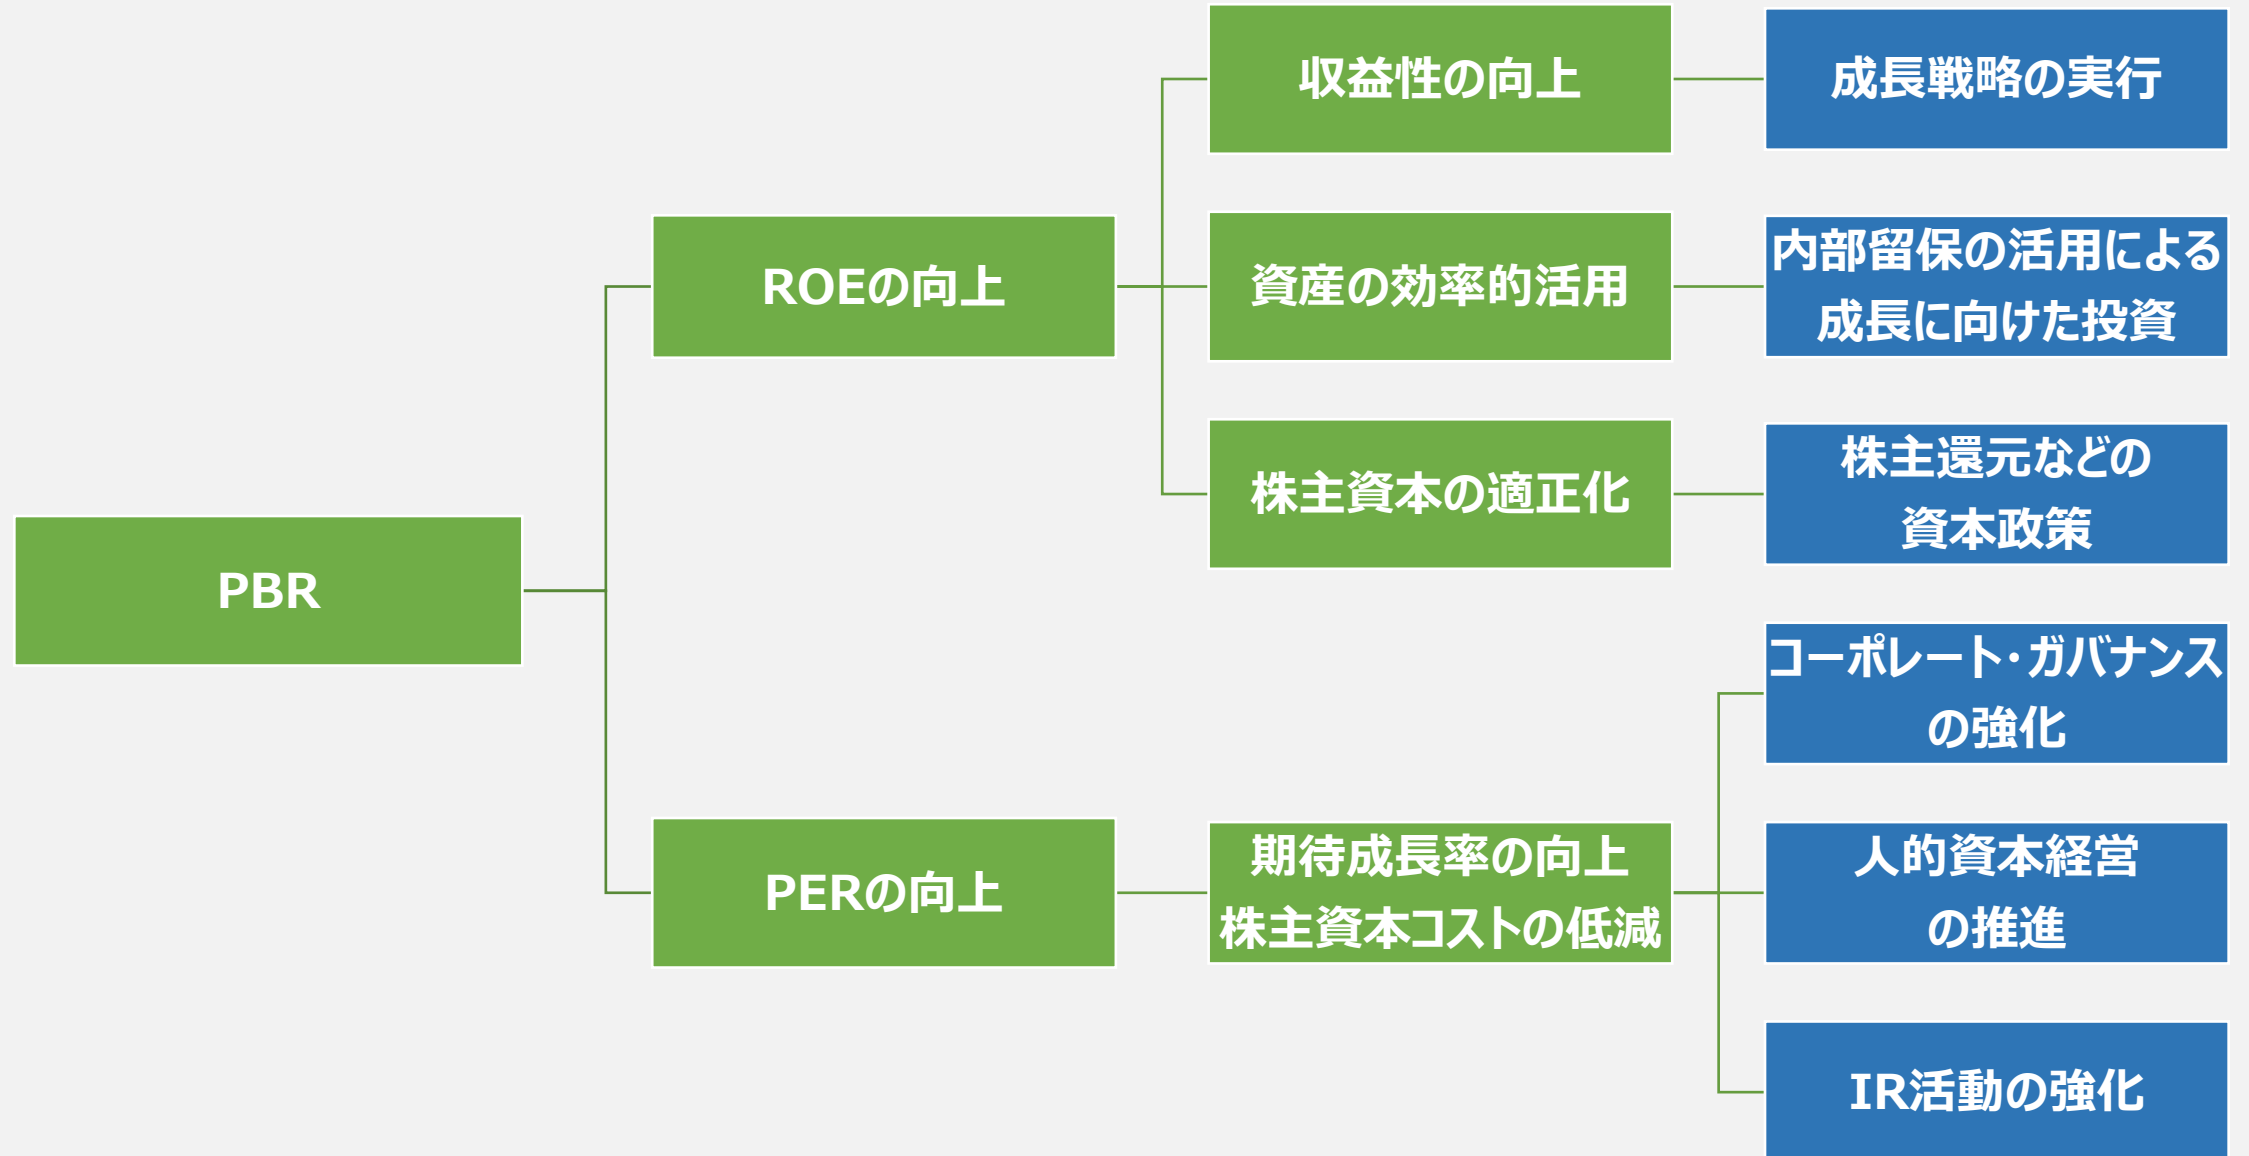 PBR
ROEの向上
収益性の向上
成長戦略の実行
資産の効率的活用
内部留保の活用による
成長に向けた投資
株主資本の適正化
株主還元などの
資本政策
PERの向上
期待成長率の向上
株主資本コストの低減
コーポレート・ガバナンス
の強化
人的資本経営
の推進
IR活動の強化